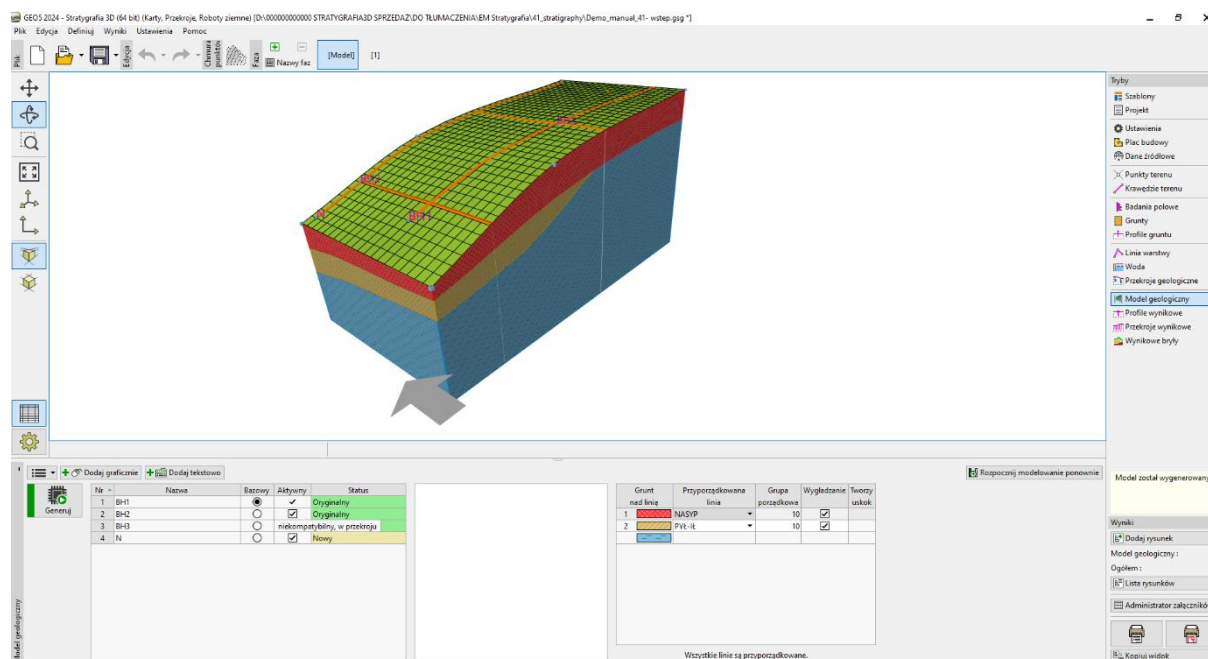 GEO5 2024 - Stratygrafia 3D (64 bit) (Karty, Przekroje, Roboty ziemne) [D:\000000000000 STRATYGRAFIA3D SPRZEDAŻ\DO TŁUMACZENIA\EM Stratygrafia\41_stratigraphy\Demo_manual_41- wstep.gsg *]
Plik Edycja Definiuj Wyniki Ustawienia Pomoc
Plik
Edycja
Chmura punktów
Faza
Nazwy faz
[Model] [1]
N
BH1
Tryby
Szablony
Projekt
Ustawienia
Plac budowy
Dane źródłowe
Punkty terenu
Krawędzie terenu
Badania polowe
Grunty
Profile gruntu
Linia warstwy
Woda
Przekroje geologiczne
Model geologiczny
Profile wynikowe
Przekroje wynikowe
Wynikowe bryły
Dodaj graficznie Dodaj tekstowo
Rozpocznij modelowanie ponownie
Generuj
Nr Nazwa Bazowy Aktywny Status
1 BH1 Oryginalny
2 BH2 Oryginalny
3 BH3 niekompatybilny, w przekroju
4 N Nowy
Grunt nad linią Przyporządkowana linia Grupa porządkowa Wygładzanie Tworzy uskok
1 NASYP 10
2 PYŁ-IŁ 10
Wszystkie linie są przyporządkowane.
Model geologiczny
Model został wygenerowany
Wyniki
Dodaj rysunek
Model geologiczny :
Ogółem :
Lista rysunków
Administrator załączników
Kopiuj widok